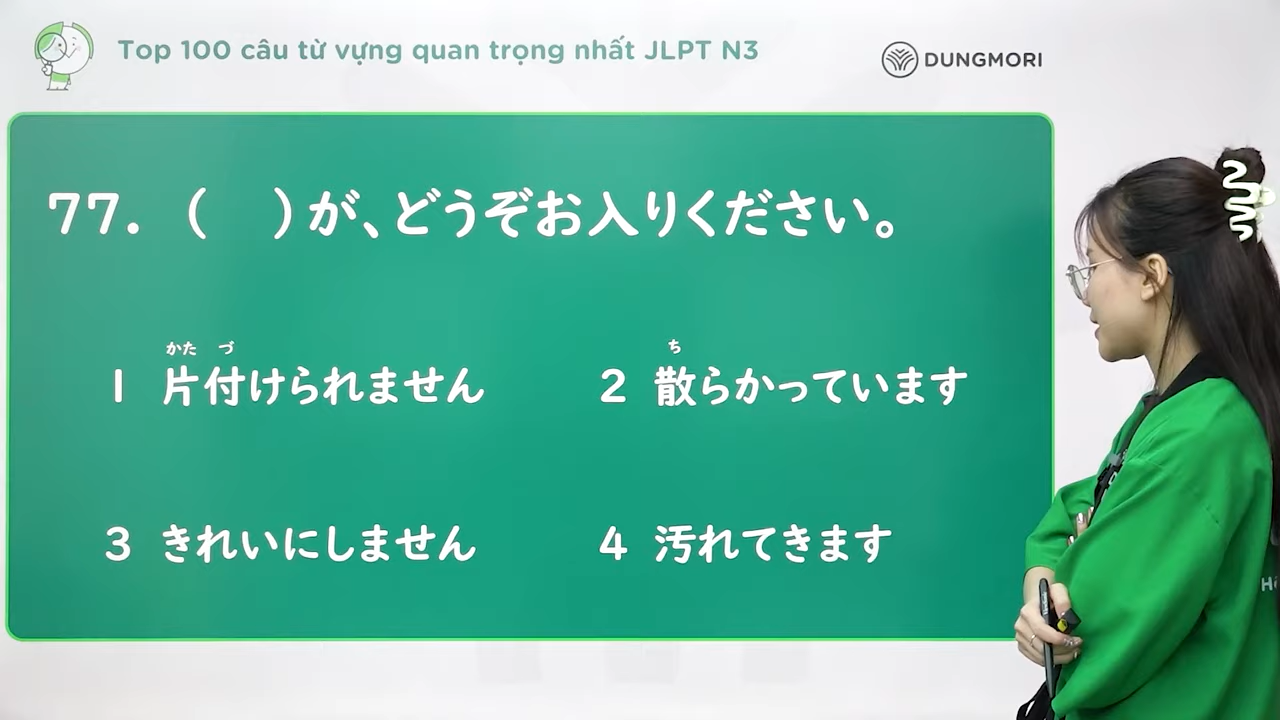 Top 100 câu từ vựng quan trọng nhất JLPT N3
DUNGMORI
77. ( )が、どうぞお入りください。
かた づ
1 片付けられません
ち
2 散らかっています
3 きれいにしません
4 汚れてきます